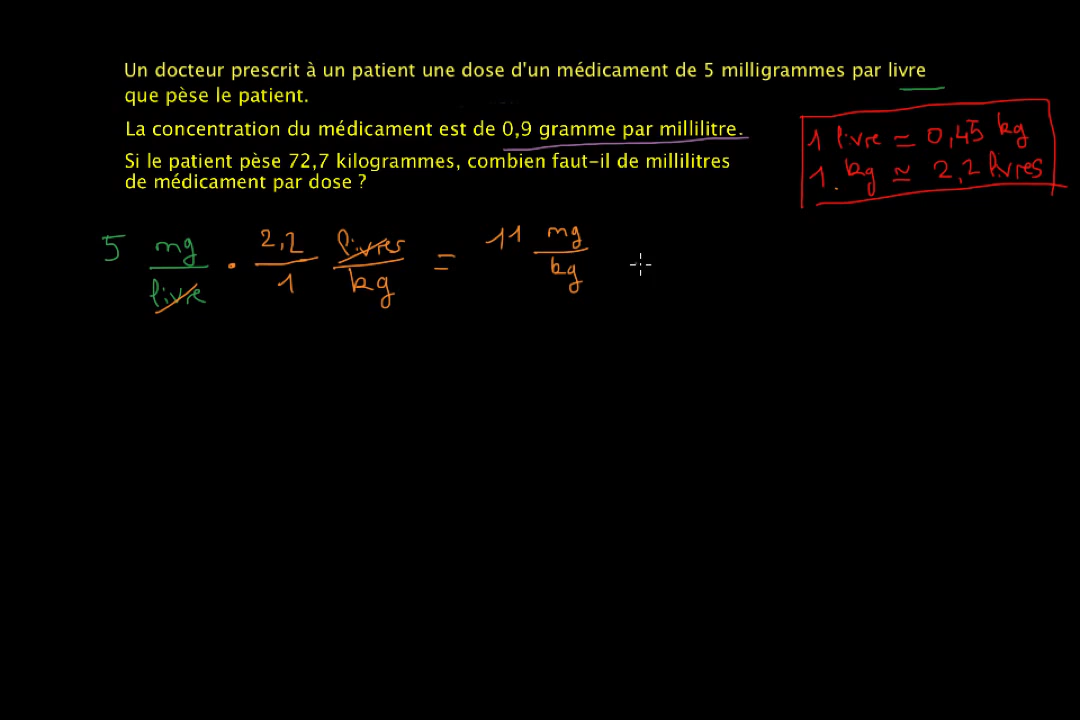 Un docteur prescrit à un patient une dose d'un médicament de 5 milligrammes par livre
que pèse le patient.
La concentration du médicament est de 0,9 gramme par millilitre.
Si le patient pèse 72,7 kilogrammes, combien faut-il de millilitres
de médicament par dose ?
1 livre ≃ 0,45 kg
1 kg ≃ 2,2 livres
5 mg/livre · 2,2/1 livres/kg = 11 mg/kg